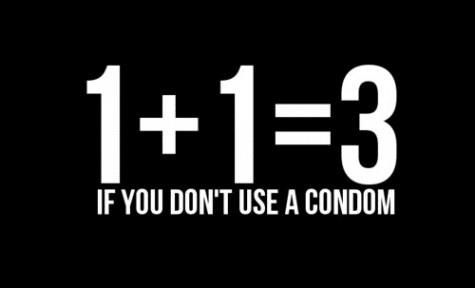 1+1=3
IF YOU DON'T USE A CONDOM